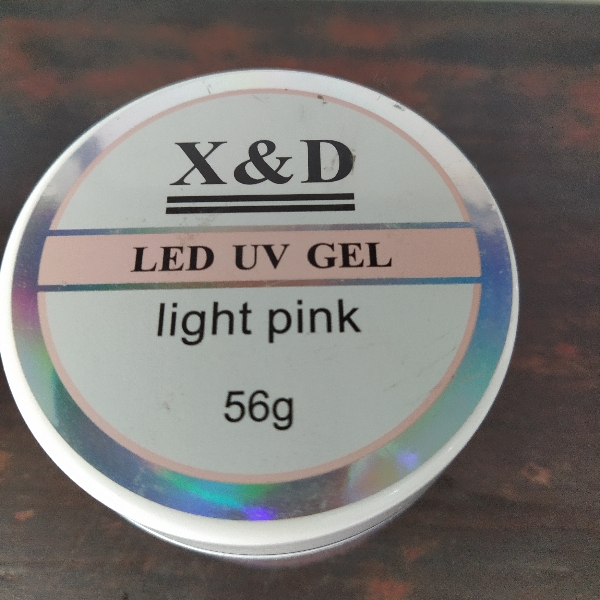 X&D
LED UV GEL
light pink
56g